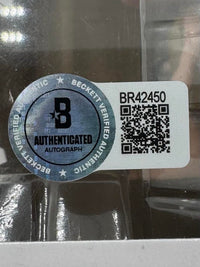 BECKETT VERIFIED AUTHENTIC
BECKETT VERIFIED AUTHENTIC
B
AUTHENTICATED
AUTOGRAPH
BR42450